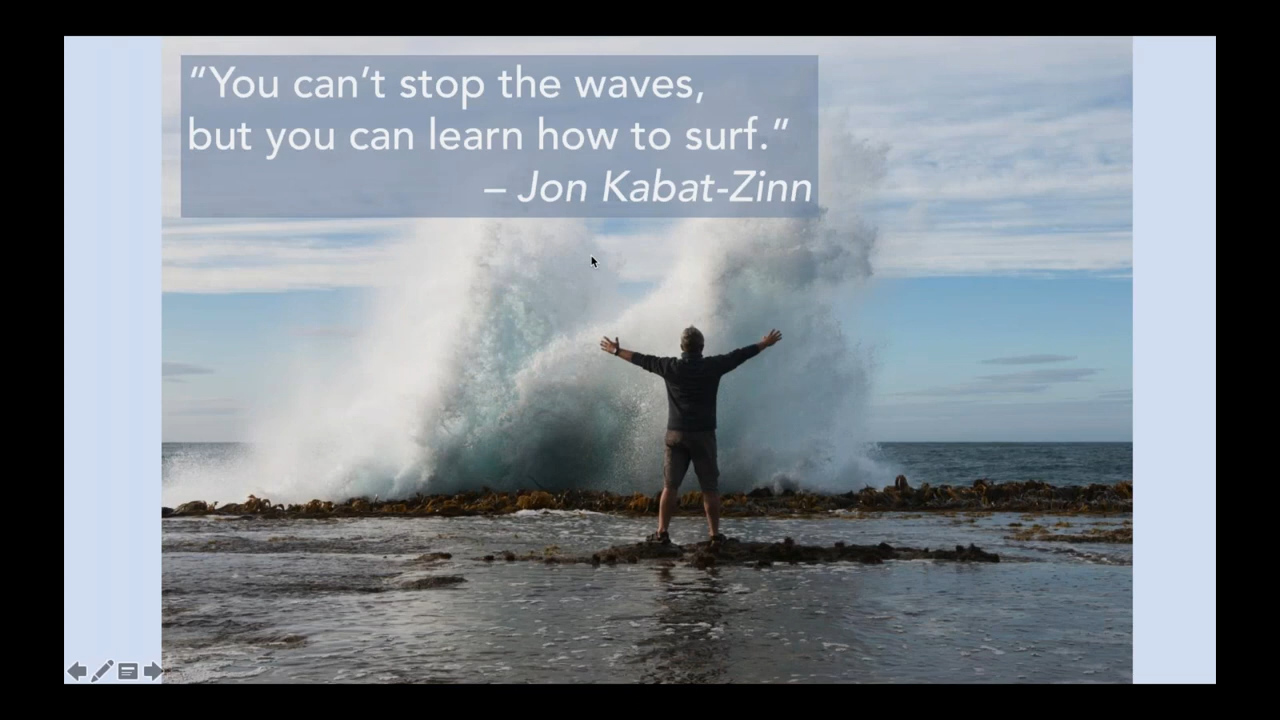 “You can’t stop the waves,
but you can learn how to surf.“
– Jon Kabat-Zinn